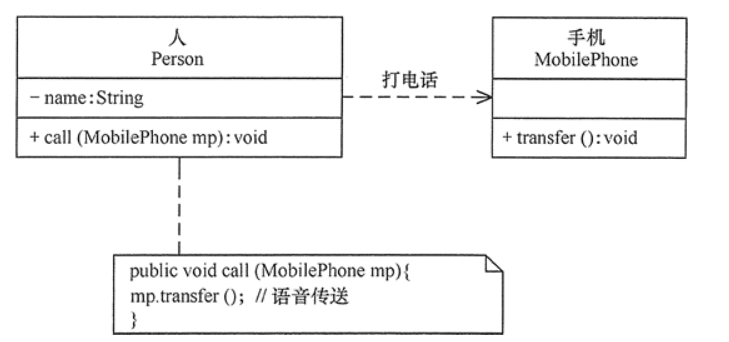 人
Person
- name:String
+ call (MobilePhone mp):void
打电话
手机
MobilePhone
+ transfer ():void
public void call (MobilePhone mp){
mp.transfer (); // 语音传送
}